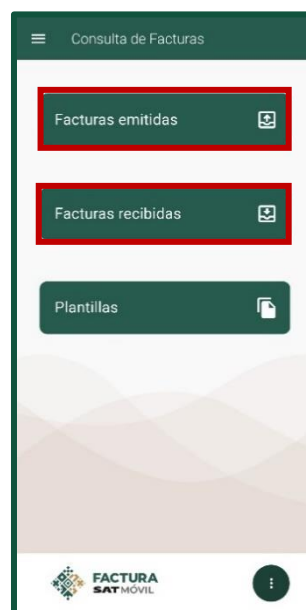 Consulta de Facturas
Facturas emitidas
Facturas recibidas
Plantillas
FACTURA
SAT MÓVIL